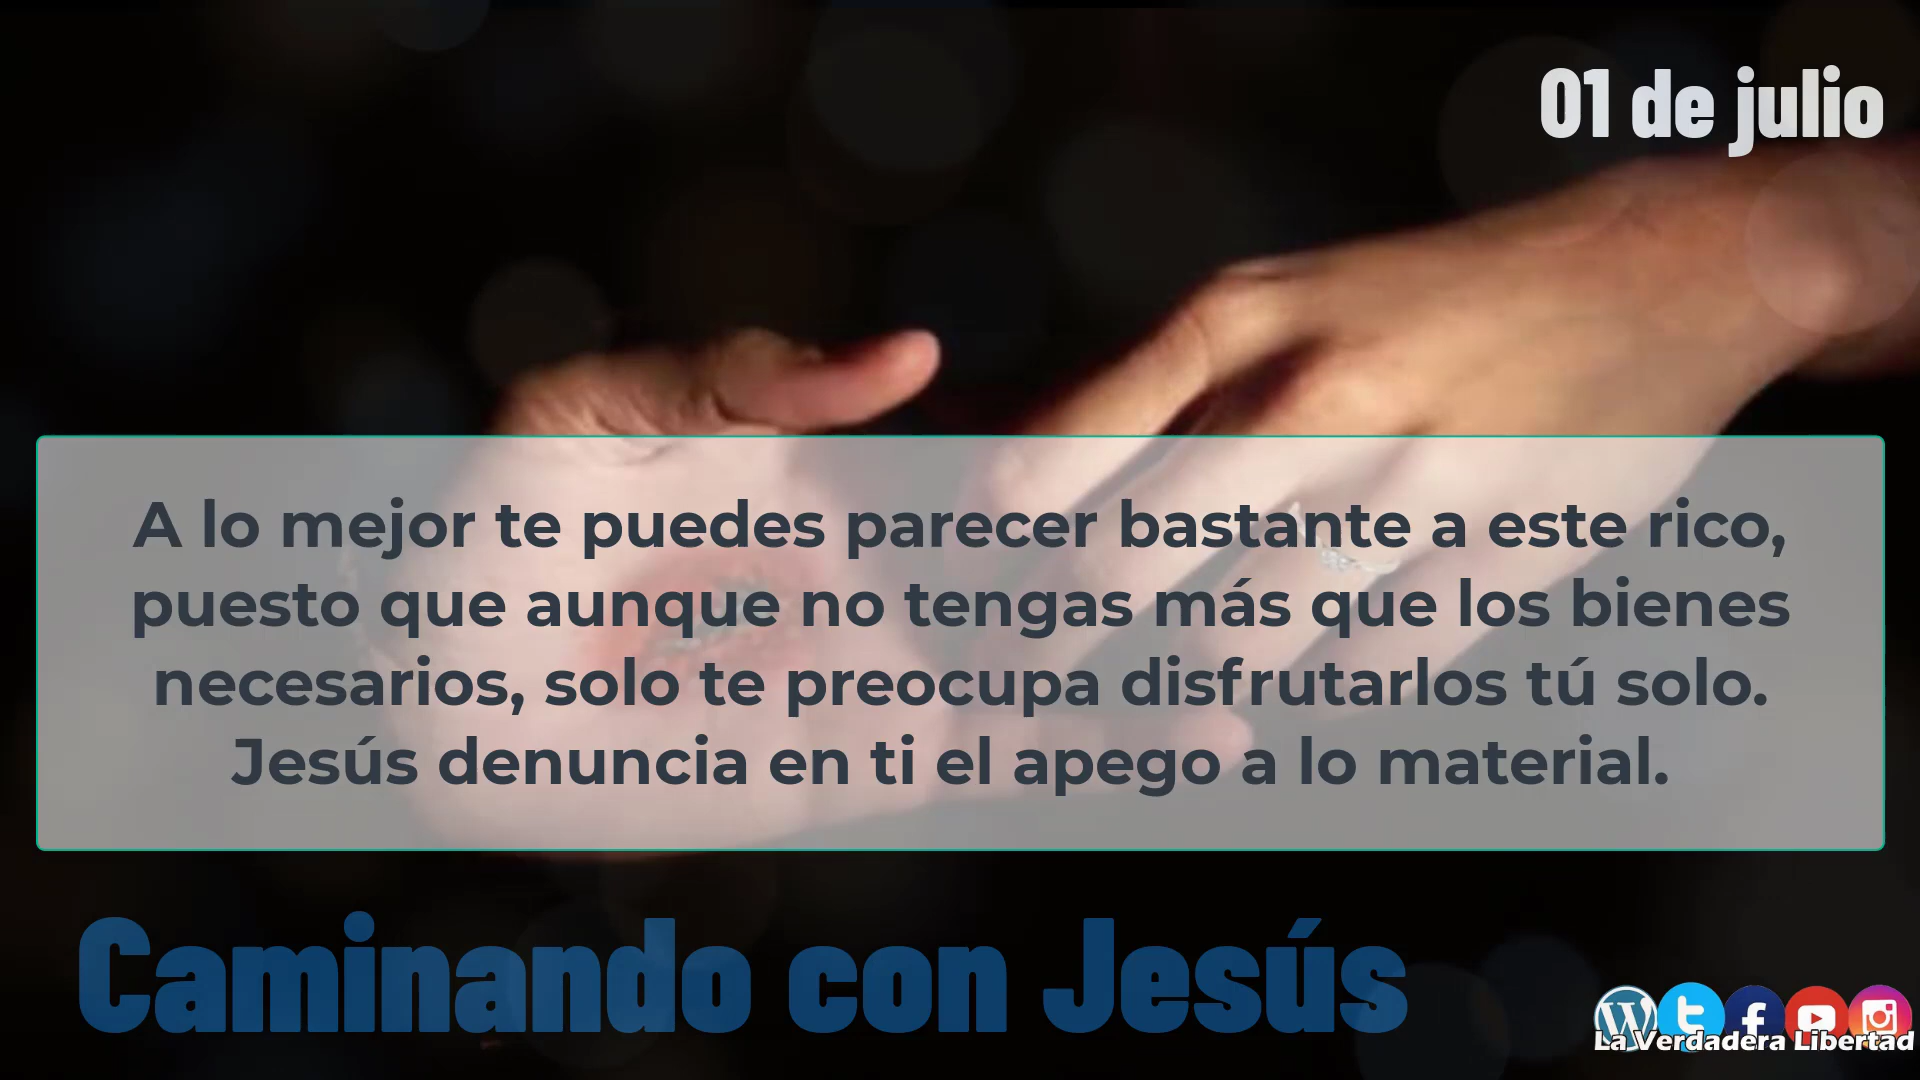 01 de julio
A lo mejor te puedes parecer bastante a este rico,
puesto que aunque no tengas más que los bienes
necesarios, solo te preocupa disfrutarlos tú solo.
Jesús denuncia en ti el apego a lo material.
Caminando con Jesús
La Verdadera Libertad